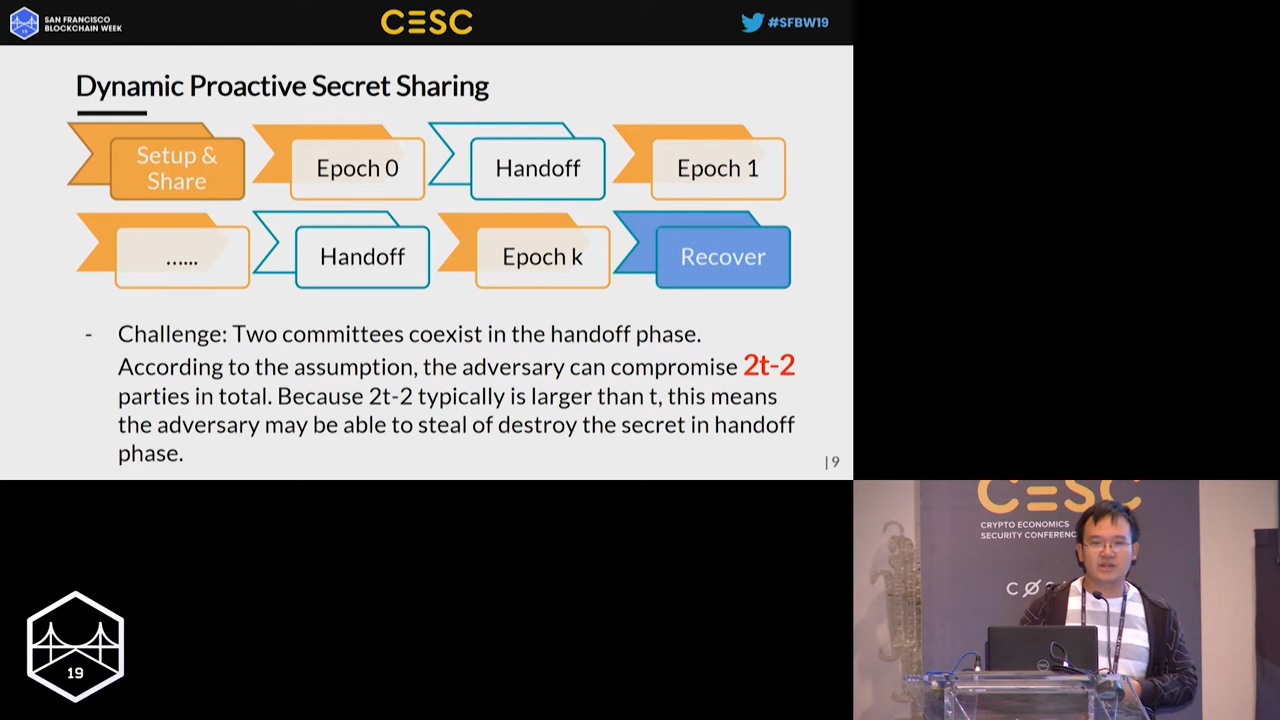 SAN FRANCISCO
BLOCKCHAIN WEEK
19
CESC
#SFBW19
Dynamic Proactive Secret Sharing
Setup &
Share
Epoch 0
Handoff
Epoch 1
......
Handoff
Epoch k
Recover
- Challenge: Two committees coexist in the handoff phase.
According to the assumption, the adversary can compromise 2t-2
parties in total. Because 2t-2 typically is larger than t, this means
the adversary may be able to steal of destroy the secret in handoff
phase.
| 9
CESC
CRYPTO ECONOMICS
SECURITY CONFERENC
DELL
19